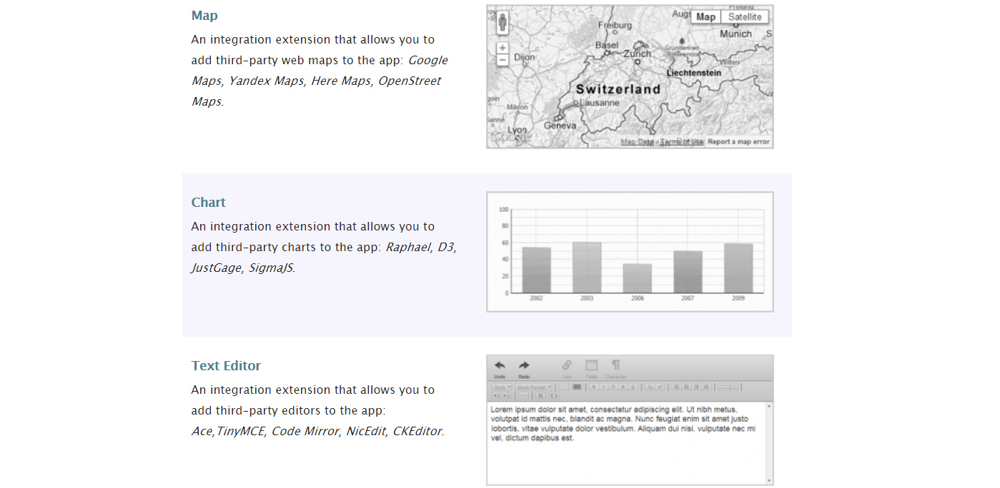 Map
An integration extension that allows you to
add third-party web maps to the app: Google
Maps, Yandex Maps, Here Maps, OpenStreet
Maps.
Augs
Map
Satellite
Freiburg
Munich
S
Basel
Zurich
Dijon
Liechtenstein
Switzerland
Lausanne
Mâcon
Geneva
Lyon
Google
Map Data
Terms of Use
Report a map error
Chart
An integration extension that allows you to
add third-party charts to the app: Raphael, D3,
JustGage, SigmaJS.
100
80
60
40
20
0
2002 2003 2006 2007 2009
Text Editor
An integration extension that allows you to
add third-party editors to the app:
Ace,TinyMCE, Code Mirror, NicEdit, CKEditor.
Undo Redo Link Table Character
Style Block Format
Lorem ipsum dolor sit amet, consectetur adipiscing elit. Ut nibh metus,
volutpat id mattis nec, blandit ac magna. Nunc feugiat enim sit amet justo
lobortis, vitae vulputate dolor vestibulum. Aliquam dui nisi, vulputate nec mi
vel, dictum dapibus est.